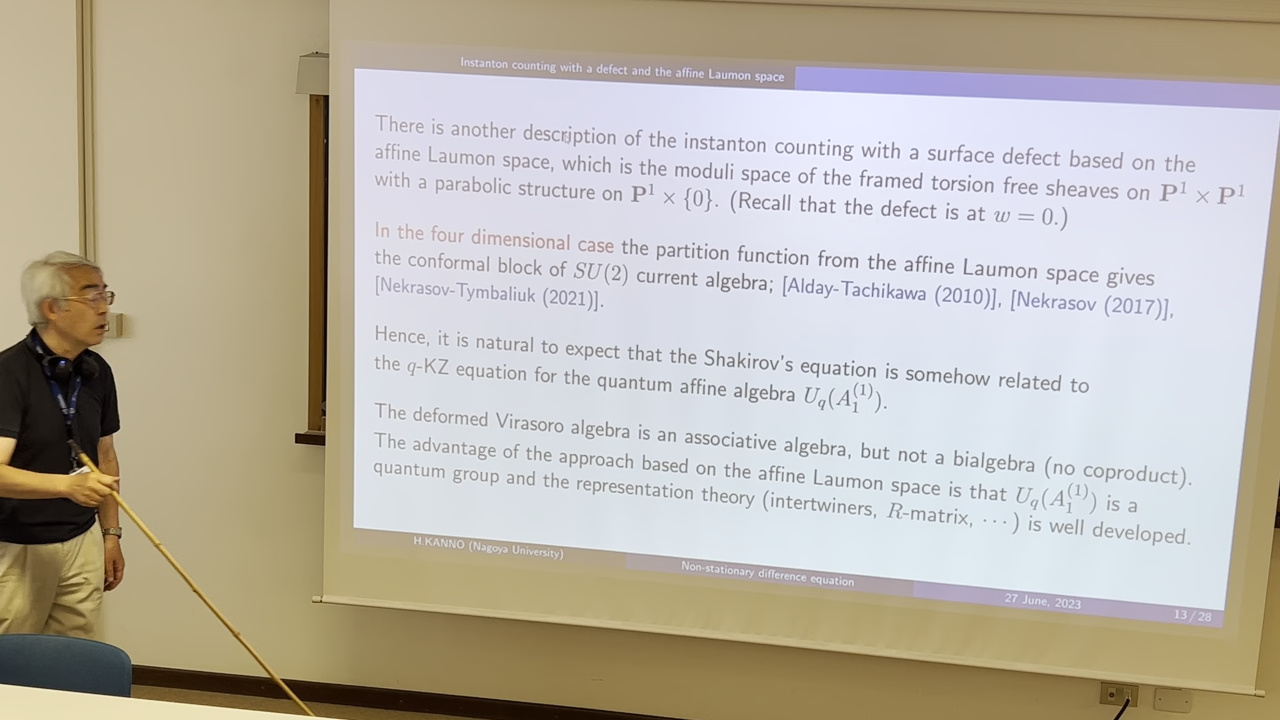 Instanton counting with a defect and the affine Laumon space
There is another description of the instanton counting with a surface defect based on the
affine Laumon space, which is the moduli space of the framed torsion free sheaves on P¹ × P¹
with a parabolic structure on P¹ × {0}. (Recall that the defect is at w = 0.)
In the four dimensional case the partition function from the affine Laumon space gives
the conformal block of SU(2) current algebra; [Alday-Tachikawa (2010)], [Nekrasov (2017)],
[Nekrasov-Tymbaliuk (2021)].
Hence, it is natural to expect that the Shakirov's equation is somehow related to
the q-KZ equation for the quantum affine algebra U_q(A_1^{(1)}).
The deformed Virasoro algebra is an associative algebra, but not a bialgebra (no coproduct).
The advantage of the approach based on the affine Laumon space is that U_q(A_1^{(1)}) is a
quantum group and the representation theory (intertwiners, R-matrix, ⋯ ) is well developed.
H.KANNO (Nagoya University)
Non-stationary difference equation
27 June, 2023
13 / 28